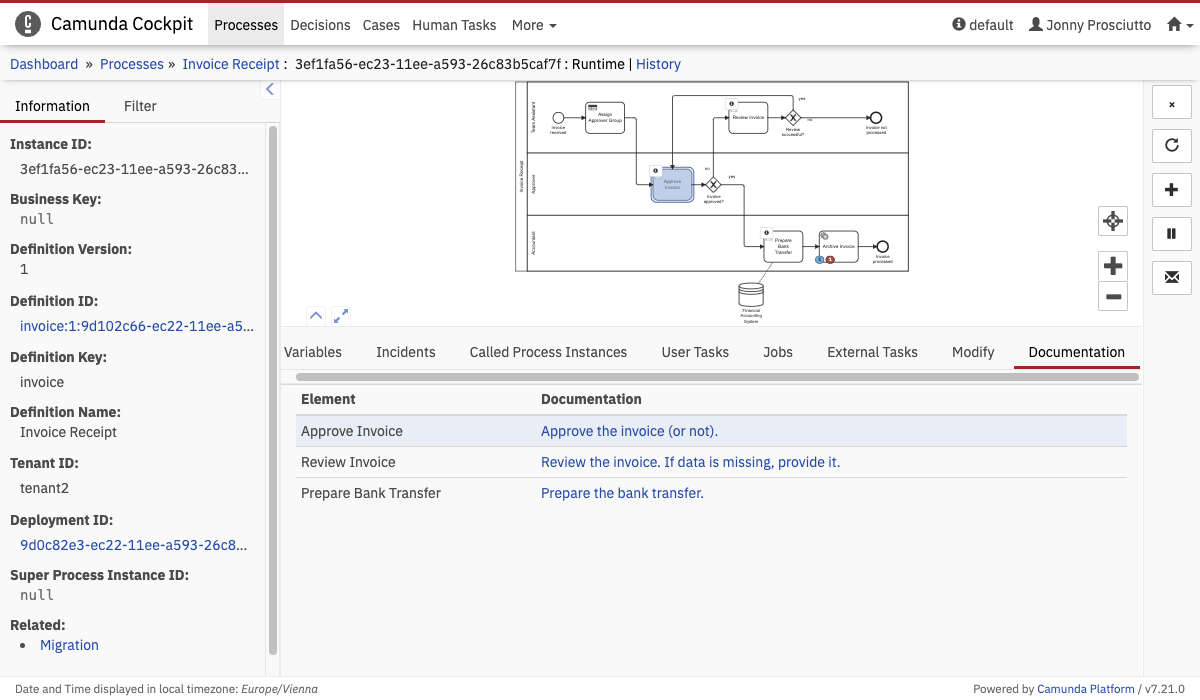 Camunda Cockpit Processes Decisions Cases Human Tasks More default Jonny Prosciutto
Dashboard » Processes » Invoice Receipt : 3ef1fa56-ec23-11ee-a593-26c83b5caf7f : Runtime | History
Information Filter
Instance ID:
3ef1fa56-ec23-11ee-a593-26c83...
Business Key:
null
Definition Version:
1
Definition ID:
invoice:1:9d102c66-ec22-11ee-a5...
Definition Key:
invoice
Definition Name:
Invoice Receipt
Tenant ID:
tenant2
Deployment ID:
9d0c82e3-ec22-11ee-a593-26c8...
Super Process Instance ID:
null
Related:
• Migration
Invoice Receipt
Team Assistant
Invoice
received
Assign
Approver Group
Review Invoice
yes
no
Review
successful?
Invoice not
processed
Approver
Approve
Invoice
no
yes
Invoice
approved?
Accountant
Prepare
Bank
Transfer
Archive Invoice
1
Invoice
processed
Financial
Accounting
System
Variables Incidents Called Process Instances User Tasks Jobs External Tasks Modify Documentation
Element Documentation
Approve Invoice Approve the invoice (or not).
Review Invoice Review the invoice. If data is missing, provide it.
Prepare Bank Transfer Prepare the bank transfer.
Date and Time displayed in local timezone: Europe/Vienna
Powered by Camunda Platform / v7.21.0